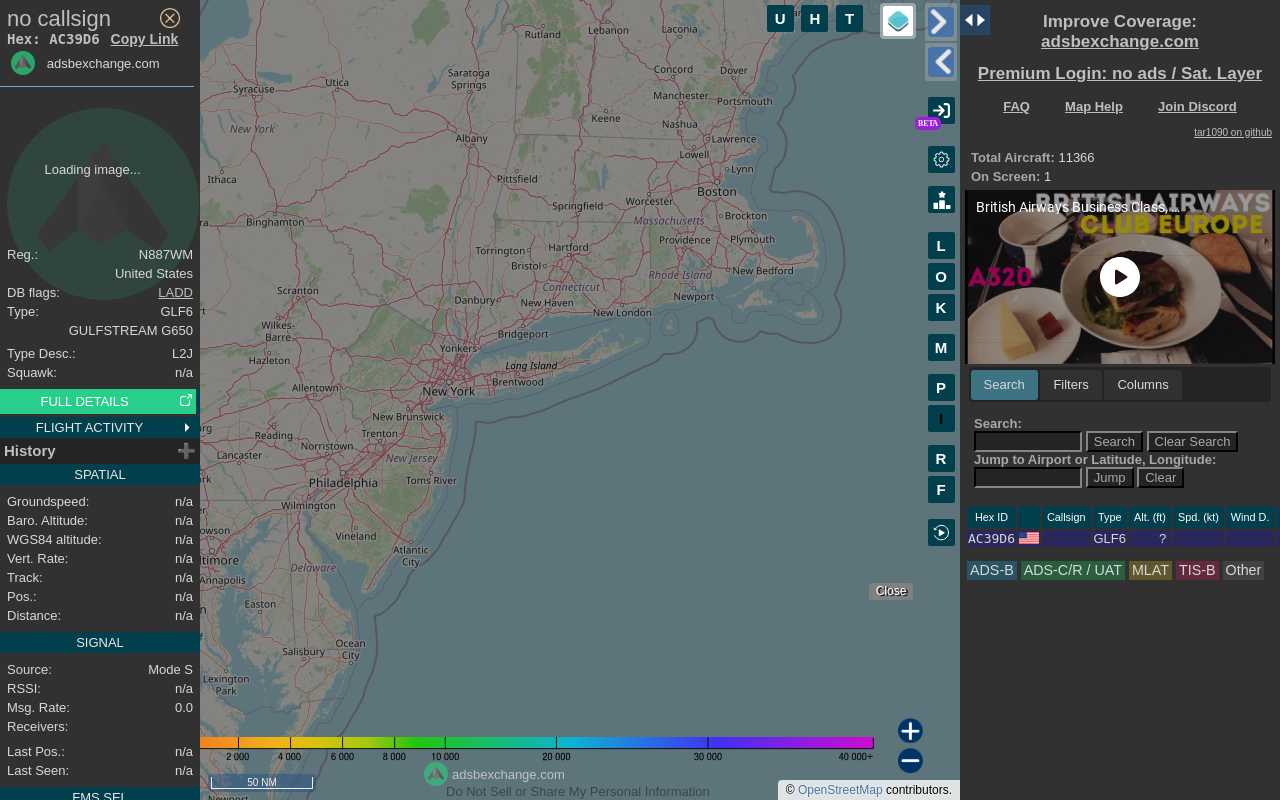 no callsign
Hex: AC39D6 Copy Link
adsbexchange.com
Loading image...
Reg.: N887WM
United States
DB flags: LADD
Type: GLF6
GULFSTREAM G650
Type Desc.: L2J
Squawk: n/a
FULL DETAILS
FLIGHT ACTIVITY
History
SPATIAL
Groundspeed: n/a
Baro. Altitude: n/a
WGS84 altitude: n/a
Vert. Rate: n/a
Track: n/a
Pos.: n/a
Distance: n/a
SIGNAL
Source: Mode S
RSSI: n/a
Msg. Rate: 0.0
Receivers:
Last Pos.: n/a
Last Seen: n/a
FMS SEL
U H T
BETA
L
O
K
M
P
I
R
F
Rutland
Lebanon
Laconia
Concord
Dover
Saratoga
Springs
Utica
Syracuse
Manchester
Portsmouth
Keene
Nashua
New York
Albany
Lawrence
Lowell
Lynn
Ithaca
Pittsfield
Boston
Worcester
Springfield
Binghamton
Massachusetts
Brockton
Hartford
Providence
Plymouth
Torrington
Bristol
Rhode Island
New Bedford
Connecticut
Scranton
Danbury
New Haven
Newport
New London
Wilkes-
Barre
Bridgeport
Yonkers
Hazleton
Long Island
Brentwood
Allentown
New York
New Brunswick
Reading
Trenton
Norristown
Lancaster
New Jersey
Philadelphia
Toms River
Wilmington
Vineland
Atlantic
City
Delaware
Annapolis
Easton
Ocean
City
Salisbury
Lexington
Park
Close
2 000 4 000 6 000 8 000 10 000 20 000 30 000 40 000+
50 NM
adsbexchange.com
Do Not Sell or Share My Personal Information
© OpenStreetMap contributors.
Improve Coverage:
adsbexchange.com
Premium Login: no ads / Sat. Layer
FAQ Map Help Join Discord
tar1090 on github
Total Aircraft: 11366
On Screen: 1
British Airways Business Class,...
BRITISH AIRWAYS
CLUB EUROPE
A320
Search Filters Columns
Search:
Search Clear Search
Jump to Airport or Latitude, Longitude:
Jump Clear
Hex ID Callsign Type Alt. (ft) Spd. (kt) Wind D.
AC39D6 GLF6 ?
ADS-B ADS-C/R / UAT MLAT TIS-B Other